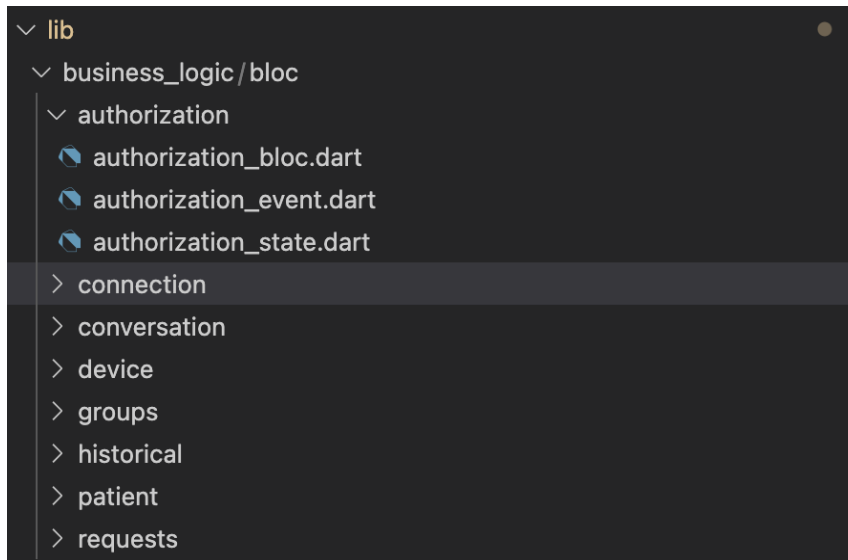 lib
business_logic/bloc
authorization
authorization_bloc.dart
authorization_event.dart
authorization_state.dart
connection
conversation
device
groups
historical
patient
requests